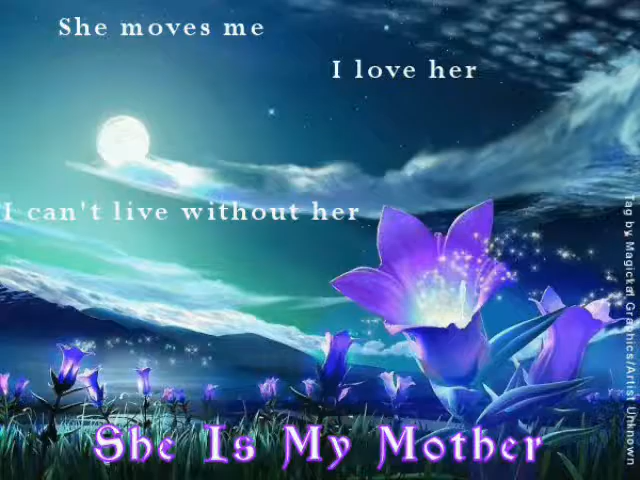 She moves me
I love her
I can't live without her
She Is My Mother
Tag by Magickal Graphics/Artist Unknown